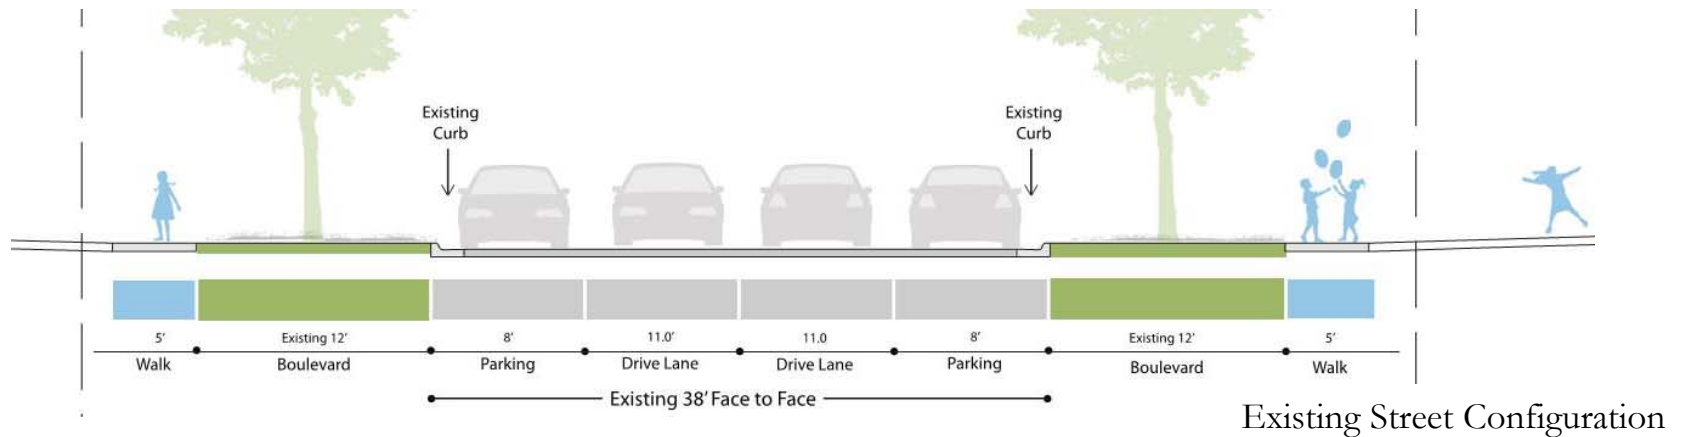 Existing
Curb
Existing
Curb
5' Existing 12' 8' 11.0' 11.0 8' Existing 12' 5'
Walk Boulevard Parking Drive Lane Drive Lane Parking Boulevard Walk
Existing 38' Face to Face
Existing Street Configuration